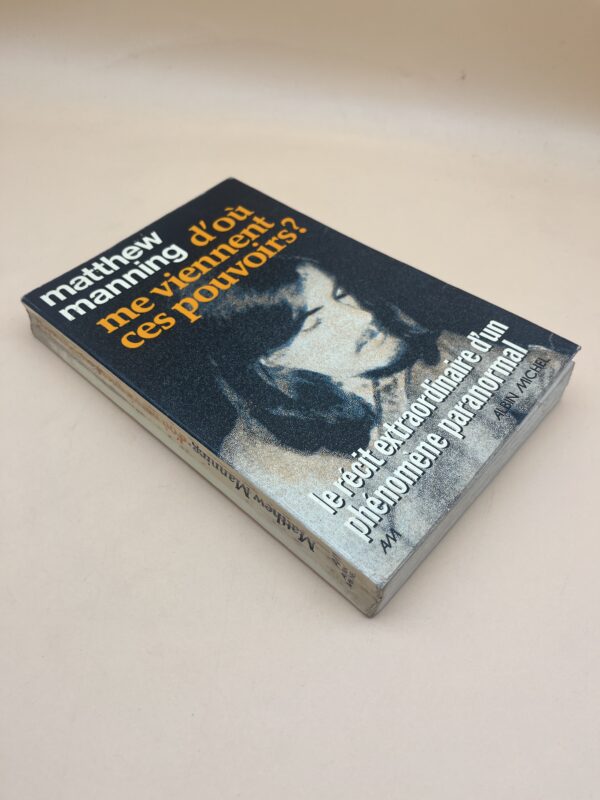 matthew
manning d'où
me viennent
ces pouvoirs?
le récit extraordinaire d'un
phénomène paranormal
ALBIN MICHEL
AM
Matthew Manning